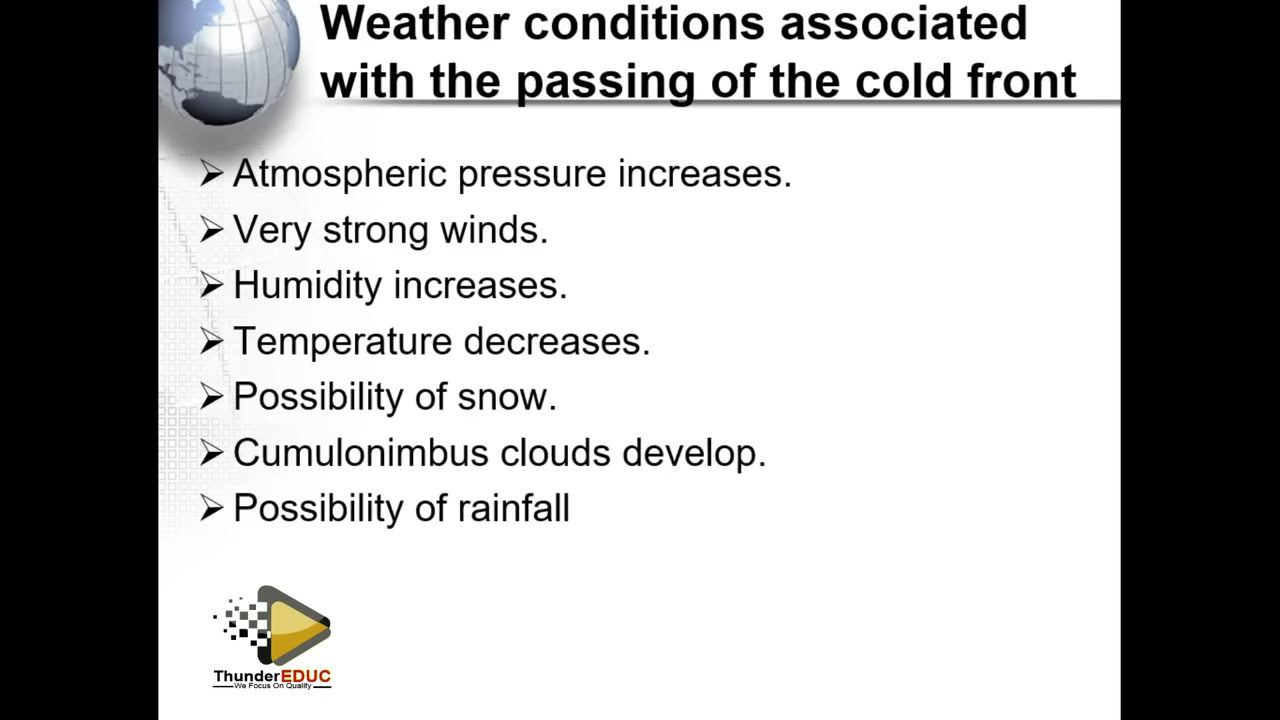 Weather conditions associated
with the passing of the cold front
Atmospheric pressure increases.
Very strong winds.
Humidity increases.
Temperature decreases.
Possibility of snow.
Cumulonimbus clouds develop.
Possibility of rainfall
ThunderEDUC
We Focus On Quality